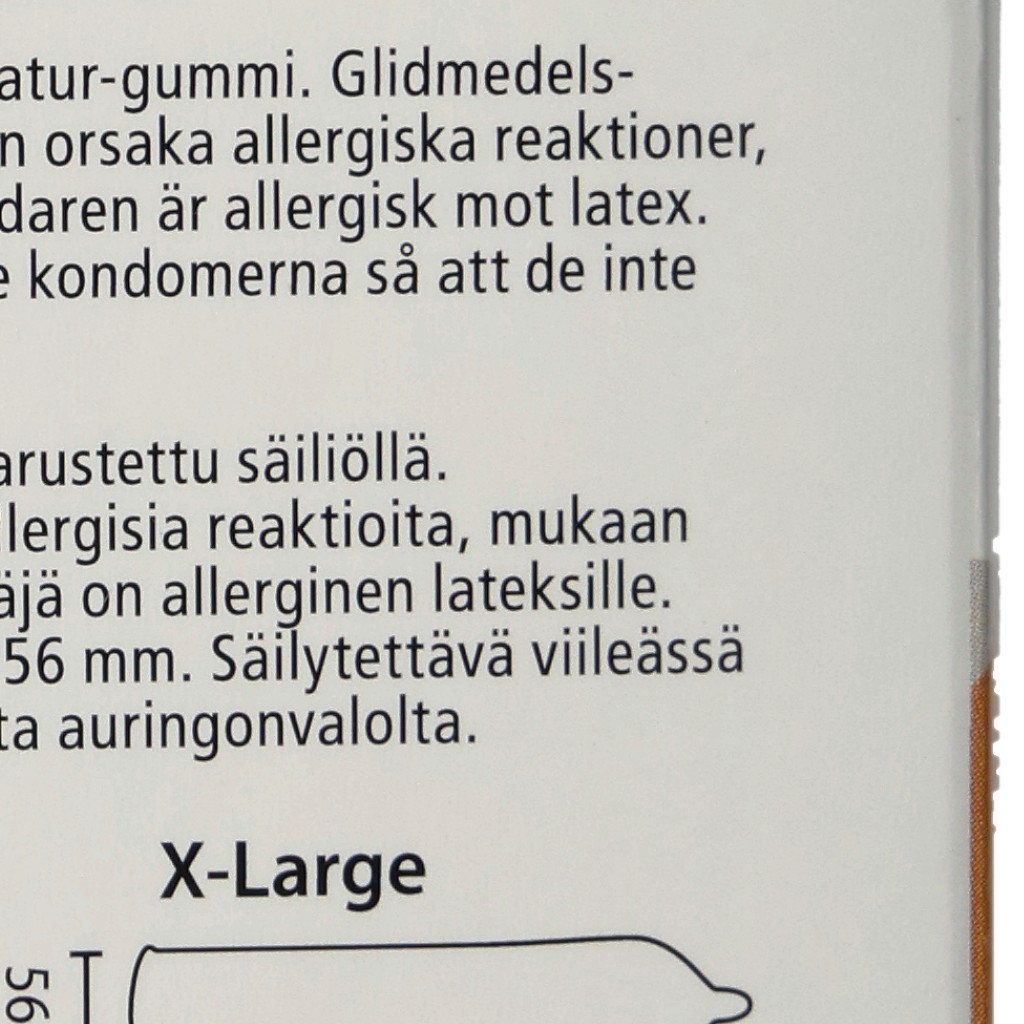 atur-gummi. Glidmedels-
n orsaka allergiska reaktioner,
daren är allergisk mot latex.
e kondomerna så att de inte
arustettu säiliöllä.
lergisia reaktioita, mukaan
äjä on allerginen lateksille.
56 mm. Säilytettävä viileässä
ta auringonvalolta.
X-Large
56